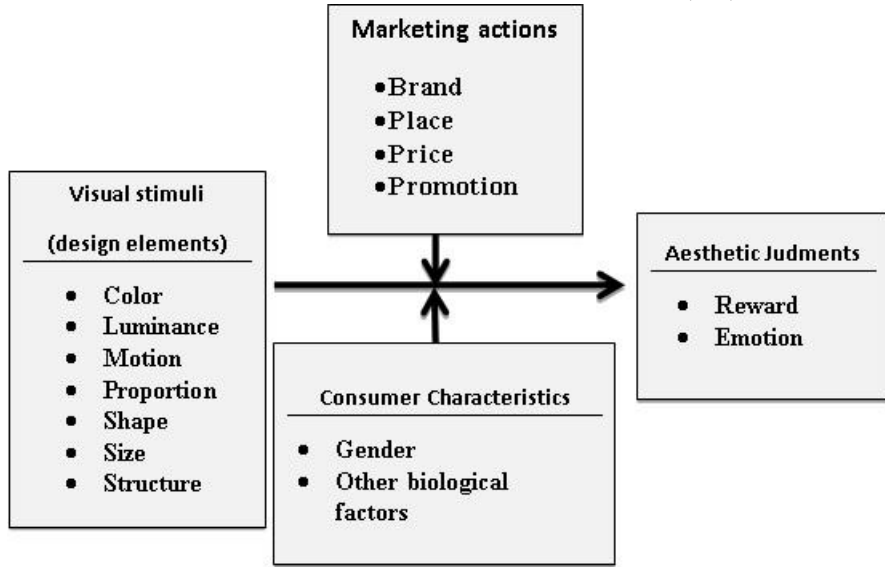 Marketing actions
•Brand
•Place
•Price
•Promotion
Visual stimuli
(design elements)
• Color
• Luminance
• Motion
• Proportion
• Shape
• Size
• Structure
Consumer Characteristics
• Gender
• Other biological
factors
Aesthetic Judments
• Reward
• Emotion